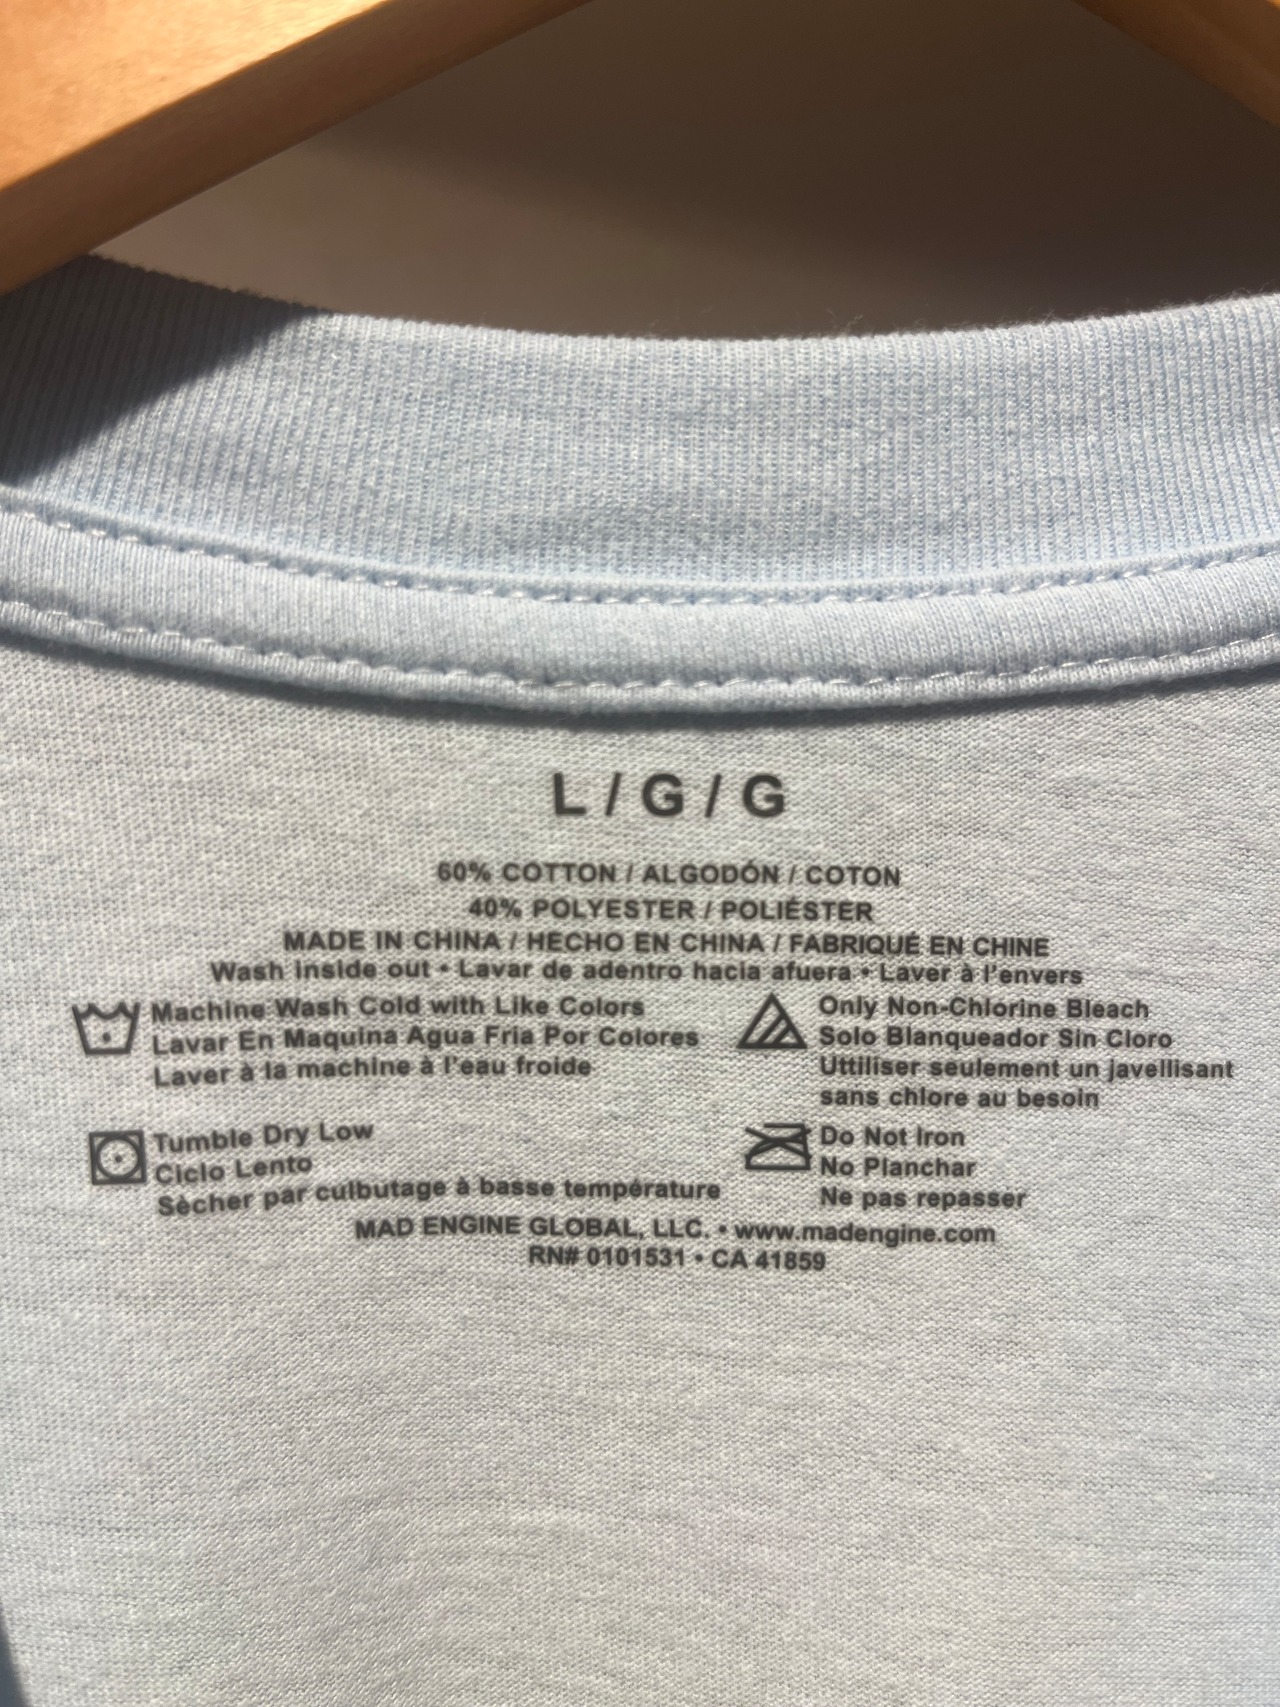 L / G / G
60% COTTON / ALGODÓN / COTON
40% POLYESTER / POLIÉSTER
MADE IN CHINA / HECHO EN CHINA / FABRIQUÉ EN CHINE
Wash inside out • Lavar de adentro hacia afuera • Laver à l'envers
Machine Wash Cold with Like Colors
Lavar En Maquina Agua Fria Por Colores
Laver à la machine à l'eau froide
Only Non-Chlorine Bleach
Solo Blanqueador Sin Cloro
Uttiliser seulement un javellisant
sans chlore au besoin
Tumble Dry Low
Ciclo Lento
Sècher par culbutage à basse température
Do Not Iron
No Planchar
Ne pas repasser
MAD ENGINE GLOBAL, LLC. • www.madengine.com
RN# 0101531 • CA 41859